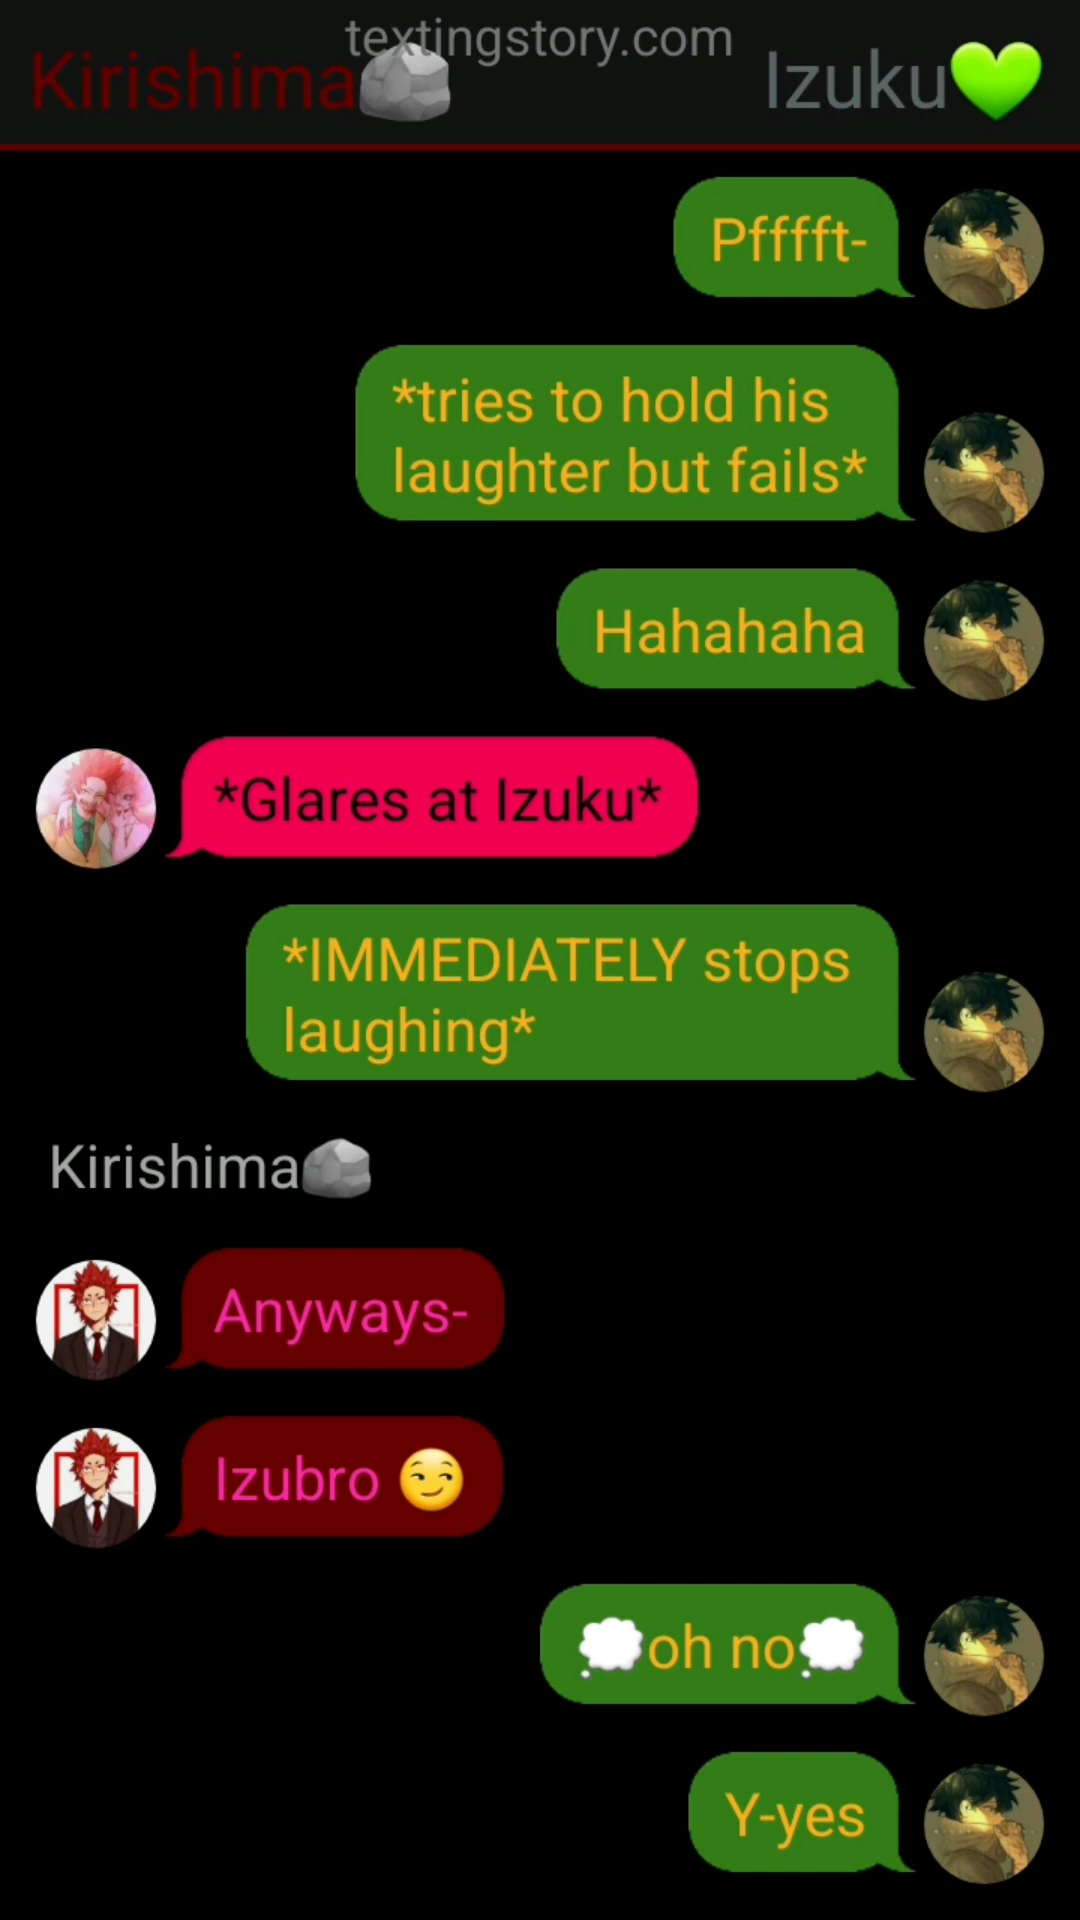 textingstory.com
Kirishima🪨 Izuku💚
Pfffft-
*tries to hold his
laughter but fails*
Hahahaha
*Glares at Izuku*
*IMMEDIATELY stops
laughing*
Kirishima🪨
Anyways-
Izubro 😏
💭oh no💭
Y-yes